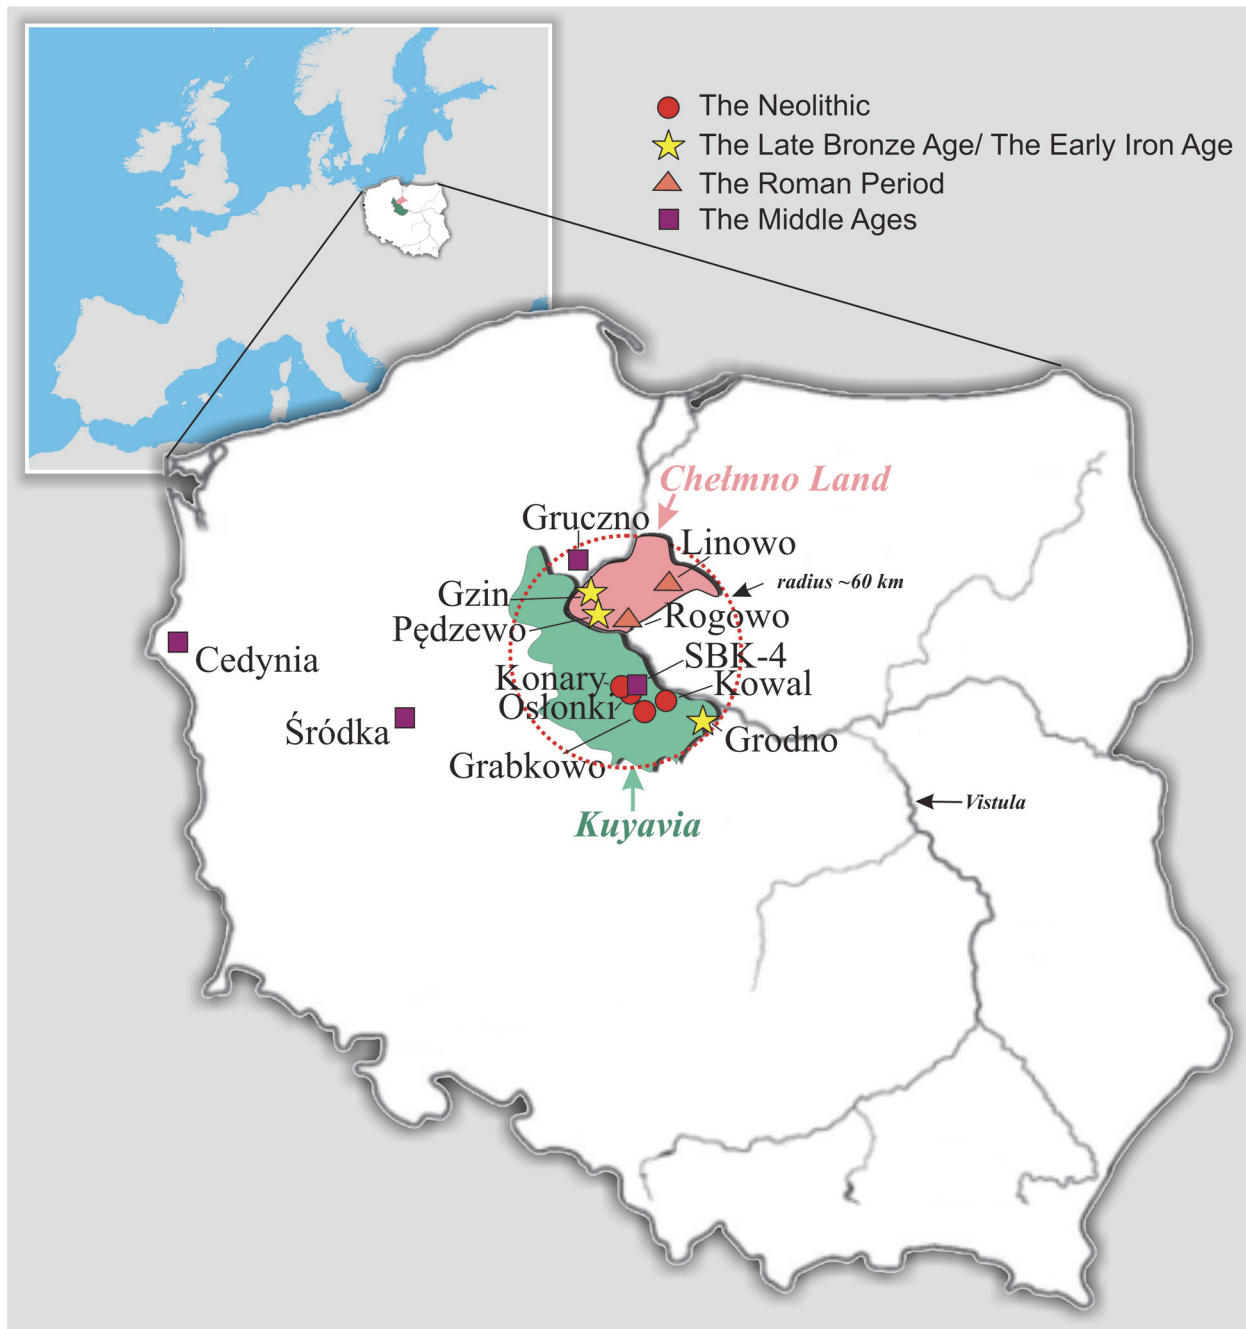 The Neolithic
The Late Bronze Age/ The Early Iron Age
The Roman Period
The Middle Ages
Chełmno Land
Gruczno
Linowo
radius ~60 km
Gzin
Rogowo
Pędzewo
Cedynia
SBK-4
Konary
Kowal
Osłonki
Śródka
Grodno
Grabkowo
Vistula
Kuyavia